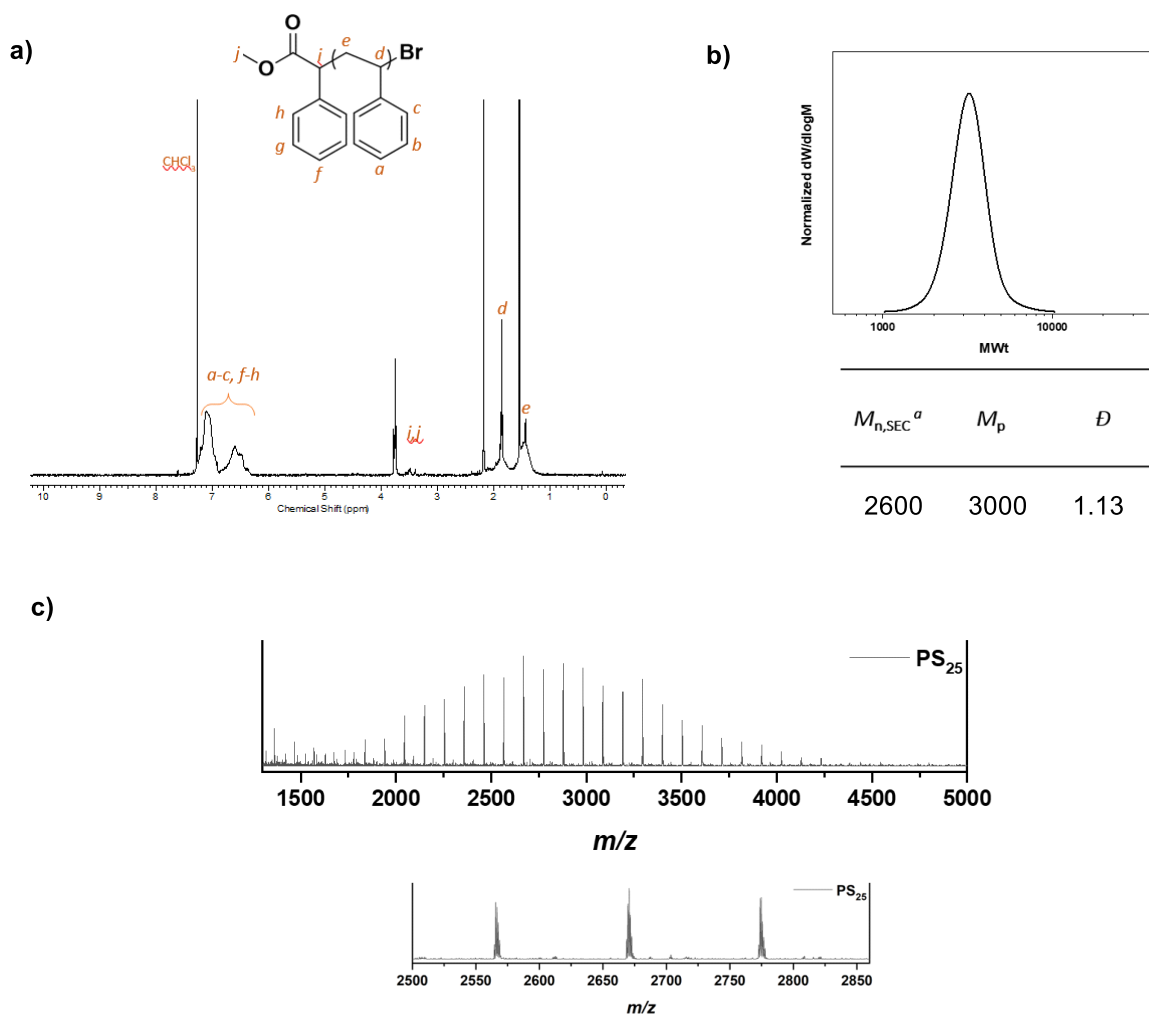 a)
O
j
O
i
e
d
Br
h
g
f
c
b
a
CHCl3
a-c, f-h
i,j
d
e
10 9 8 7 6 5 4 3 2 1 0
Chemical Shift (ppm)
b)
Normalized dW/dlogM
1000 10000
MWt
Mn,SEC a Mp Đ
2600 3000 1.13
c)
PS25
1500 2000 2500 3000 3500 4000 4500 5000
m/z
PS25
2500 2550 2600 2650 2700 2750 2800 2850
m/z